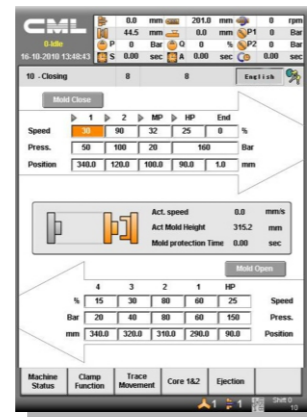 CML 0.0 mm 201.0 mm 0 rpm
44.5 mm 0.0 mm P1 0 Bar
0-Idle P 0 Bar Q 0 % P2 0 Bar
16-10-2010 13:48:43 S 0.00 sec A 0.00 sec 0.00 sec
10 - Closing 0 0 English
Mold Close
1 2 MP HP End
Speed 30 90 32 25 0 %
Press. 50 100 20 160 Bar
Position 340.0 120.0 100.0 90.0 1.0 mm
Act. speed 0.0 mm/s
Act Mold Height 315.2 mm
Mold protection Time 0.00 sec
Mold Open
4 3 2 1 HP
% 15 30 80 60 25 Speed
Bar 20 40 80 60 150 Press.
mm 340.0 320.0 310.0 290.0 90.0 Position
Machine Status Clamp Function Trace Movement Core 1&2 Ejection
1 1 Shift 0